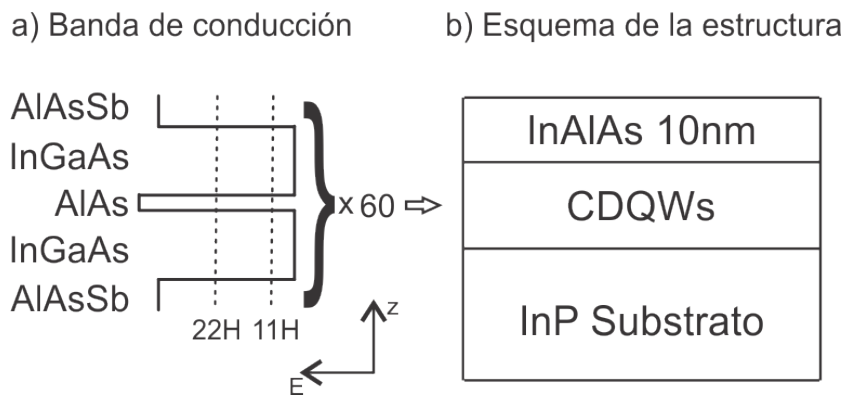 a) Banda de conducción
b) Esquema de la estructura
AlAsSb
InGaAs
AlAs
InGaAs
AlAsSb
x 60
22H 11H
z
E
InAlAs 10nm
CDQWs
InP Substrato